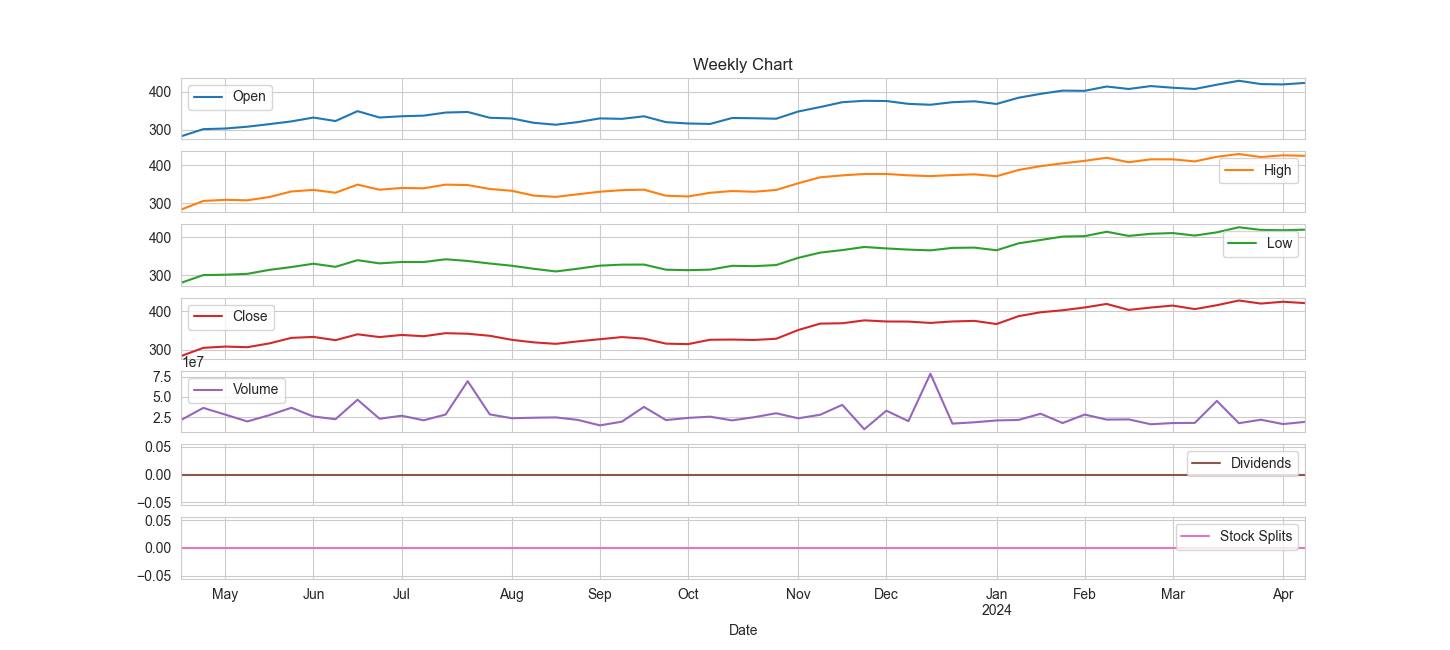 Weekly Chart
400
300
Open
400
300
High
400
300
Low
400
300
Close
1e7
7.5
5.0
2.5
Volume
0.05
0.00
−0.05
Dividends
0.05
0.00
−0.05
Stock Splits
May Jun Jul Aug Sep Oct Nov Dec Jan Feb Mar Apr
2024
Date